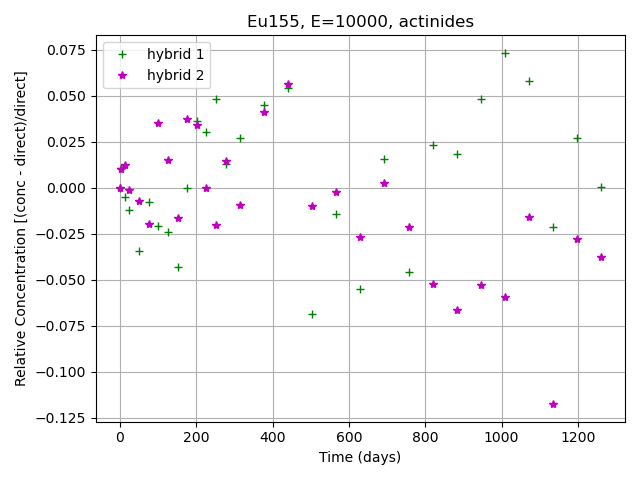 Eu155, E=10000, actinides
hybrid 1
hybrid 2
Relative Concentration [(conc - direct)/direct]
0.075
0.050
0.025
0.000
−0.025
−0.050
−0.075
−0.100
−0.125
0 200 400 600 800 1000 1200
Time (days)